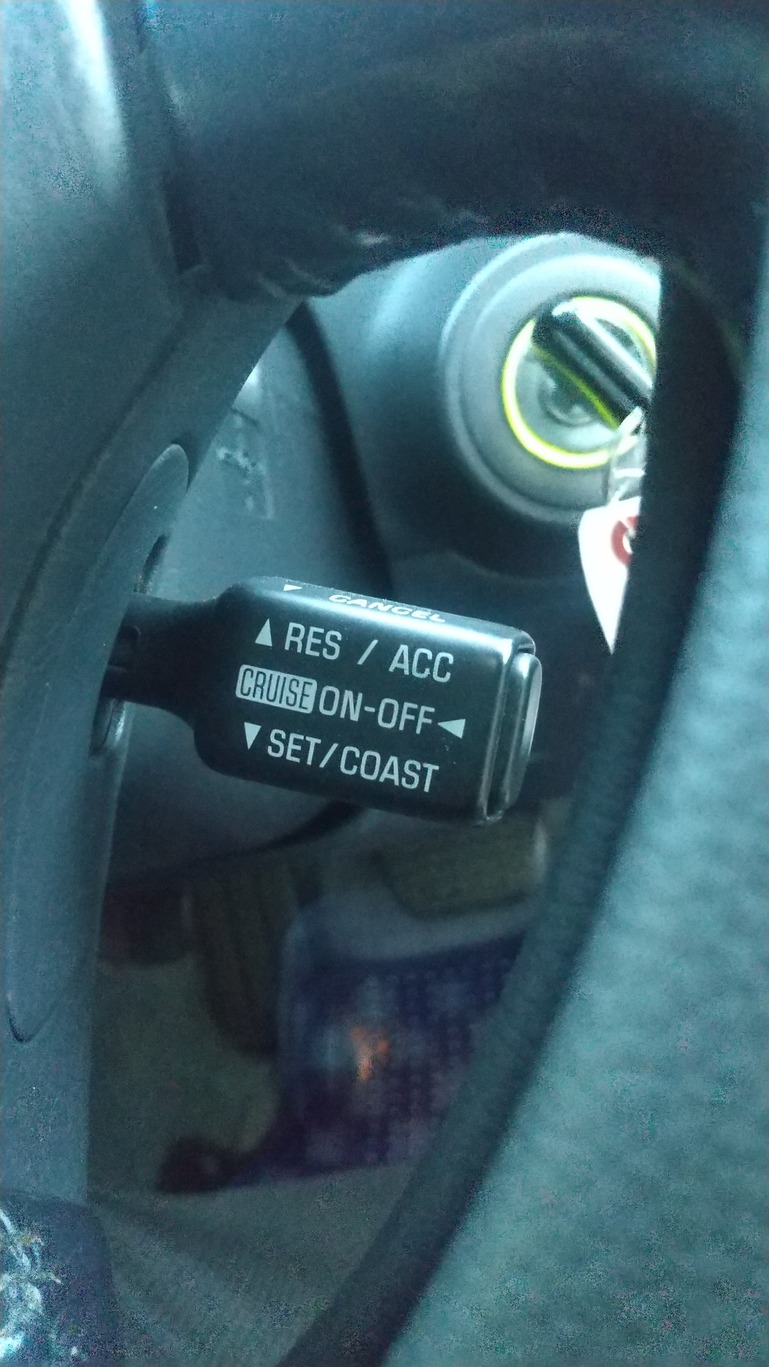 ▼ CANCEL
▲ RES / ACC
CRUISE ON-OFF ◀
▼ SET/COAST